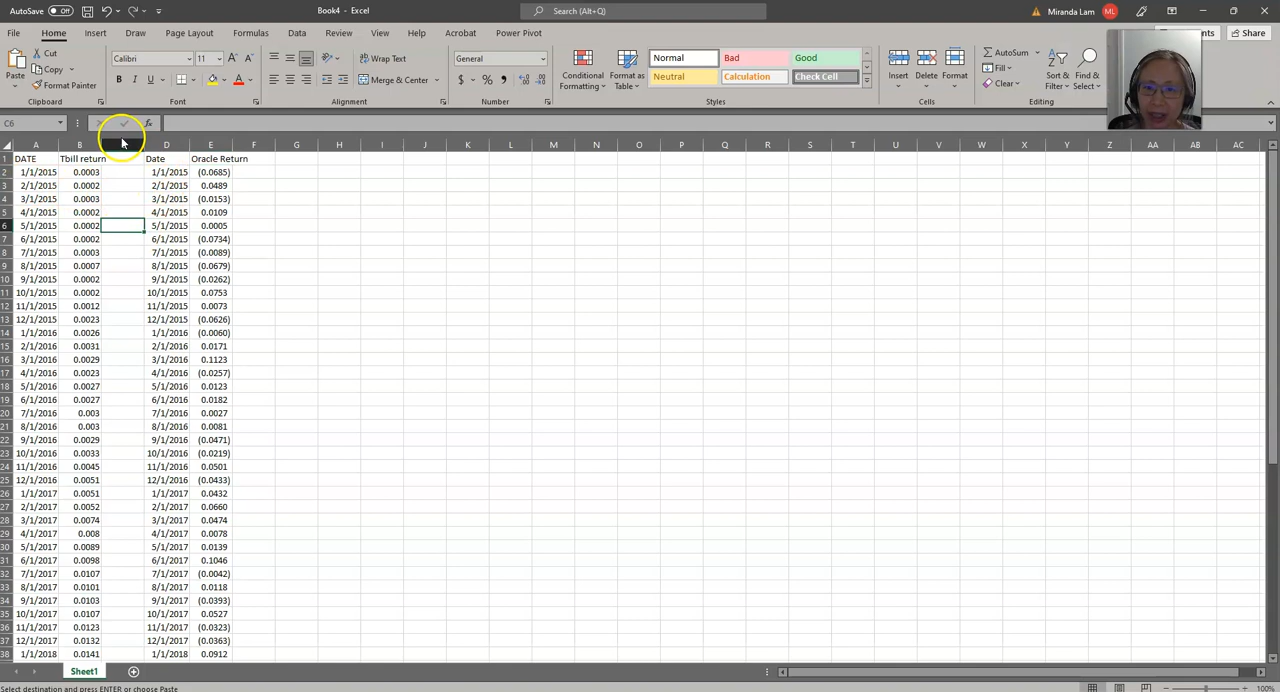 AutoSave Off Book4 - Excel Search (Alt+Q) Miranda Lam ML
File Home Insert Draw Page Layout Formulas Data Review View Help Acrobat Power Pivot Share
Paste Cut Copy Format Painter Clipboard
Calibri 11 Font
Wrap Text Merge & Center Alignment
General Number
Conditional Formatting Format as Table Normal Bad Good Neutral Calculation Check Cell Styles
Insert Delete Format Cells
AutoSum Fill Clear Sort & Filter Find & Select Editing
C6 fx
A B D E F G H I J K L M N O P Q R S T U V W X Y Z AA AB AC
1 DATE Tbill return Date Oracle Return
2 1/1/2015 0.0003 1/1/2015 (0.0685)
3 2/1/2015 0.0002 2/1/2015 0.0489
4 3/1/2015 0.0003 3/1/2015 (0.0153)
5 4/1/2015 0.0002 4/1/2015 0.0109
6 5/1/2015 0.0002 5/1/2015 0.0005
7 6/1/2015 0.0002 6/1/2015 (0.0734)
8 7/1/2015 0.0003 7/1/2015 (0.0089)
9 8/1/2015 0.0007 8/1/2015 (0.0679)
10 9/1/2015 0.0002 9/1/2015 (0.0262)
11 10/1/2015 0.0002 10/1/2015 0.0753
12 11/1/2015 0.0012 11/1/2015 0.0073
13 12/1/2015 0.0023 12/1/2015 (0.0626)
14 1/1/2016 0.0026 1/1/2016 (0.0060)
15 2/1/2016 0.0031 2/1/2016 0.0171
16 3/1/2016 0.0029 3/1/2016 0.1123
17 4/1/2016 0.0023 4/1/2016 (0.0257)
18 5/1/2016 0.0027 5/1/2016 0.0123
19 6/1/2016 0.0027 6/1/2016 0.0182
20 7/1/2016 0.003 7/1/2016 0.0027
21 8/1/2016 0.003 8/1/2016 0.0081
22 9/1/2016 0.0029 9/1/2016 (0.0471)
23 10/1/2016 0.0033 10/1/2016 (0.0219)
24 11/1/2016 0.0045 11/1/2016 0.0501
25 12/1/2016 0.0051 12/1/2016 (0.0433)
26 1/1/2017 0.0051 1/1/2017 0.0432
27 2/1/2017 0.0052 2/1/2017 0.0660
28 3/1/2017 0.0074 3/1/2017 0.0474
29 4/1/2017 0.008 4/1/2017 0.0078
30 5/1/2017 0.0089 5/1/2017 0.0139
31 6/1/2017 0.0098 6/1/2017 0.1046
32 7/1/2017 0.0107 7/1/2017 (0.0042)
33 8/1/2017 0.0101 8/1/2017 0.0118
34 9/1/2017 0.0103 9/1/2017 (0.0393)
35 10/1/2017 0.0107 10/1/2017 0.0527
36 11/1/2017 0.0123 11/1/2017 (0.0323)
37 12/1/2017 0.0132 12/1/2017 (0.0363)
38 1/1/2018 0.0141 1/1/2018 0.0912
Sheet1
Select destination and press ENTER or choose Paste 100%